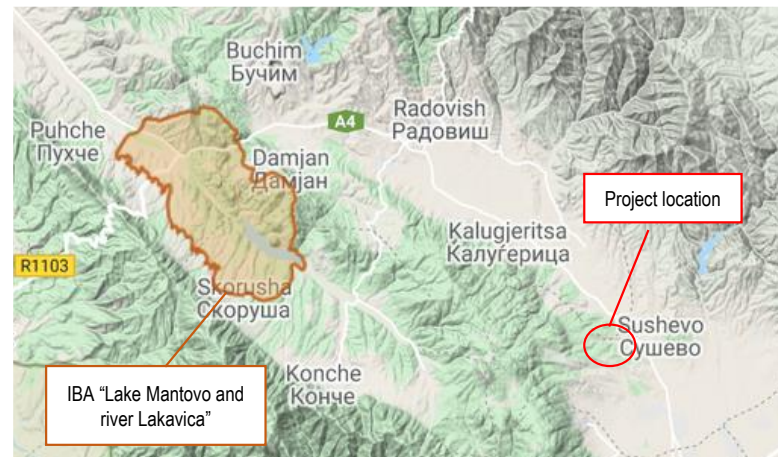 Buchim
Бучим
A4
Radovish
Радовиш
Puhche
Пухче
Damjan
Дамјан
Project location
Kalugjeritsa
Калуѓерица
R1103
Skorusha
Скоруша
Sushevo
Сушево
Konche
Конче
IBA “Lake Mantovo and
river Lakavica”